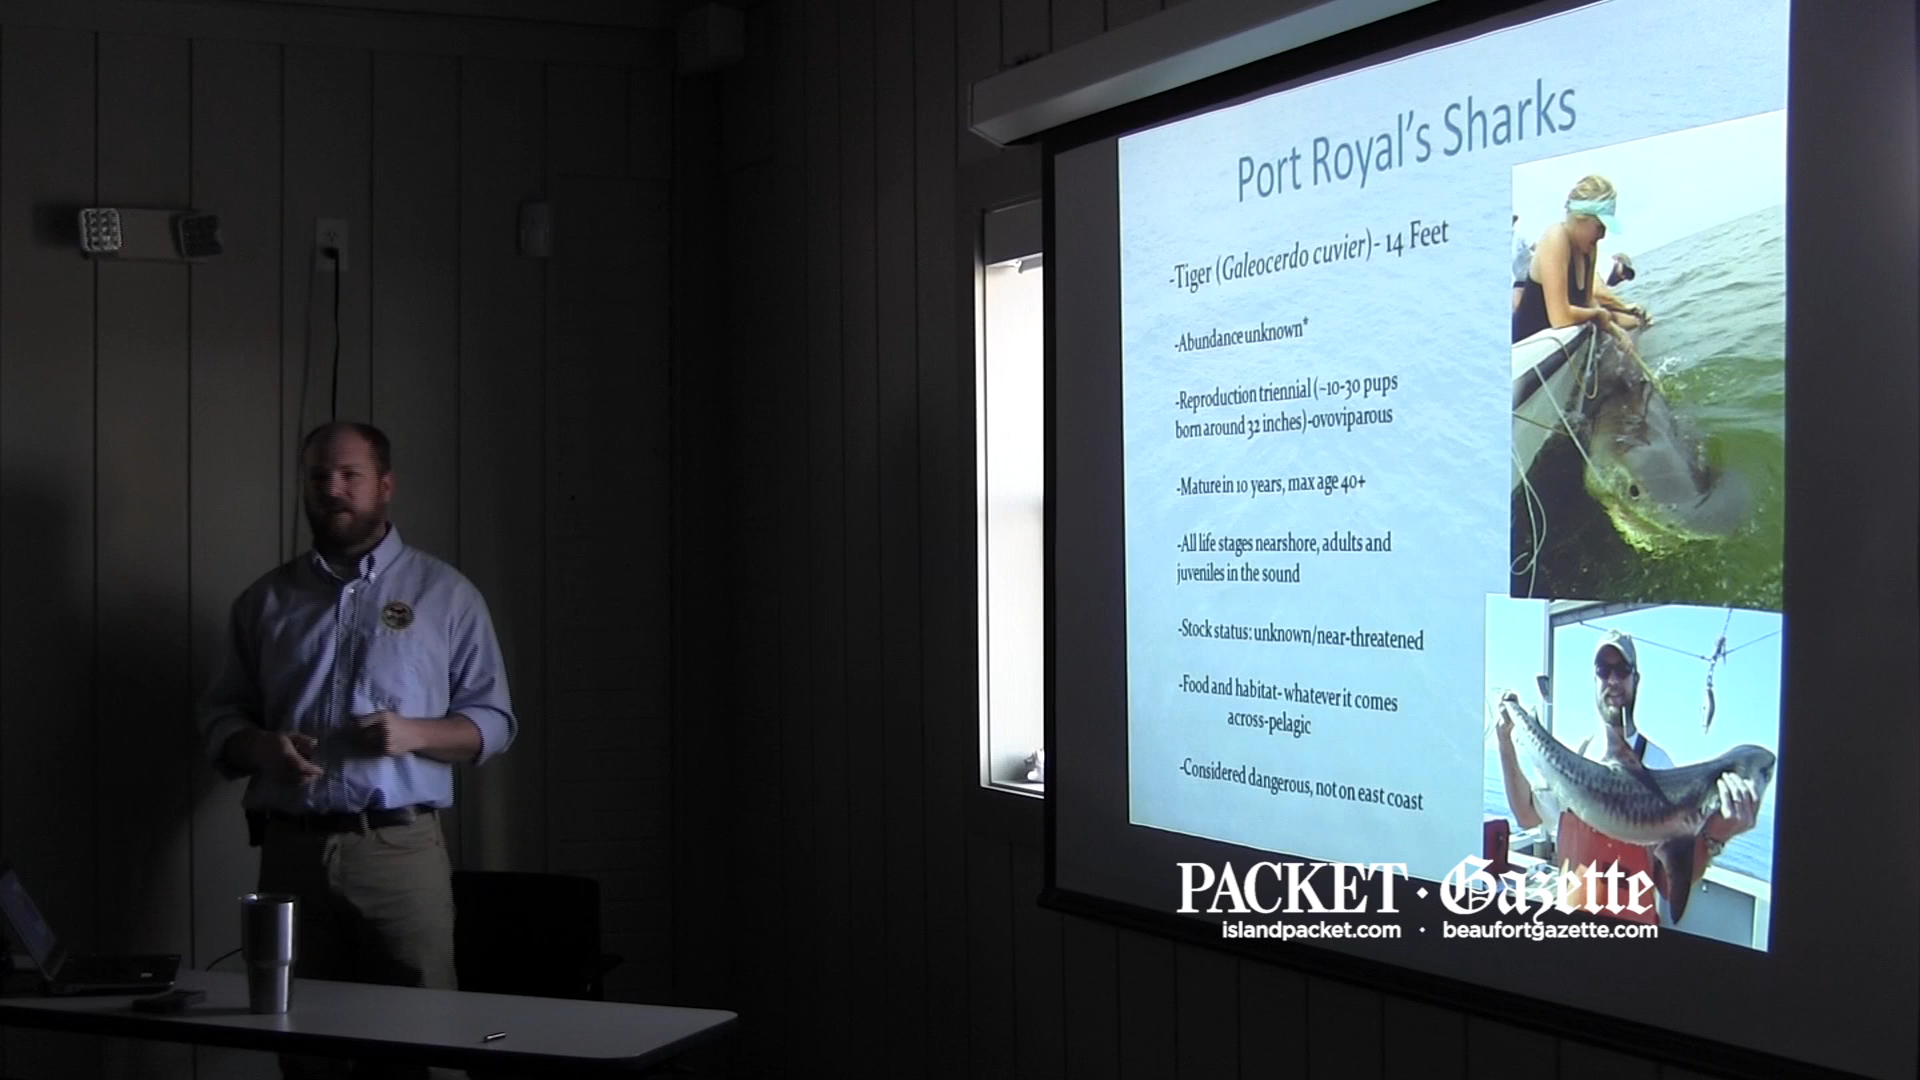 Port Royal's Sharks
-Tiger (Galeocerdo cuvier)- 14 Feet
-Abundance unknown*
-Reproduction triennial (~10-30 pups
born around 32 inches)-ovoviparous
-Mature in 10 years, max age 40+
-All life stages nearshore, adults and
juveniles in the sound
-Stock status: unknown/near-threatened
-Food and habitat- whatever it comes
across-pelagic
-Considered dangerous, not on east coast
PACKET · Gazette
islandpacket.com · beaufortgazette.com